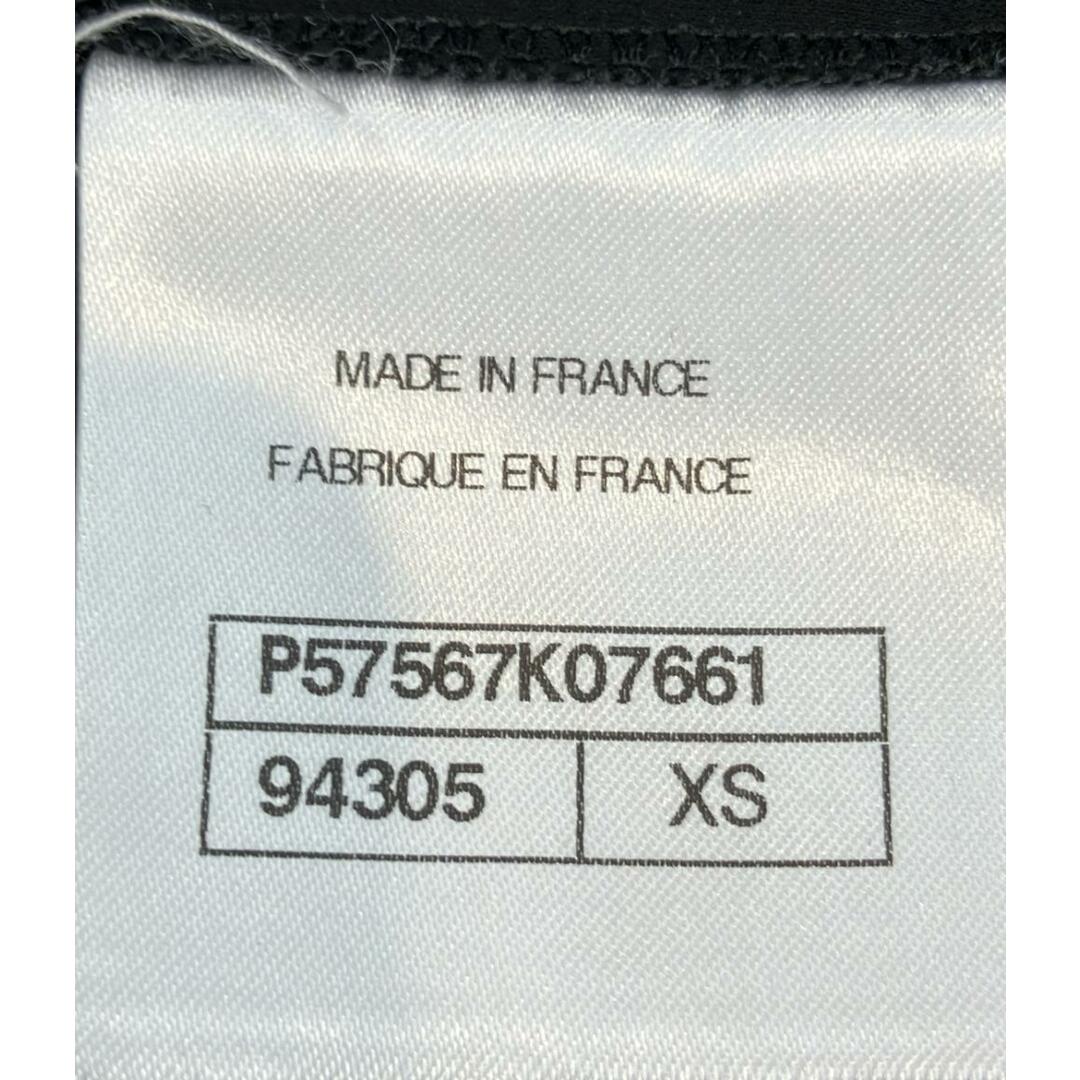 MADE IN FRANCE
FABRIQUE EN FRANCE
P57567K07661
94305 XS